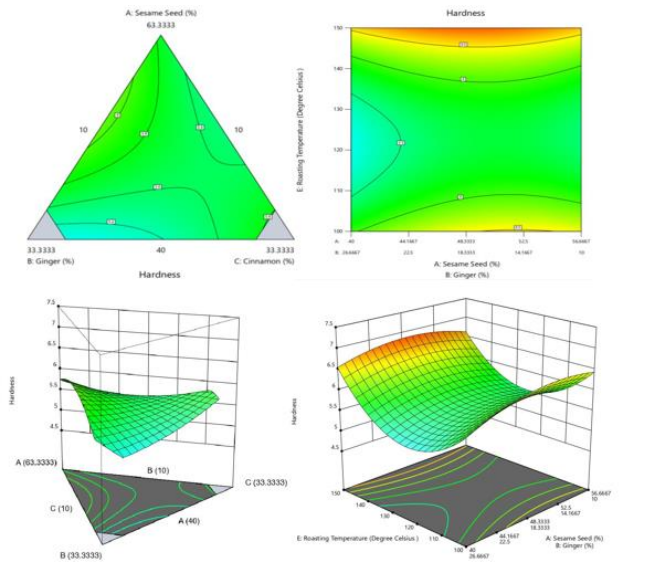 A: Sesame Seed (%)
63.3333
10
10
33.3333
40
33.3333
B: Ginger (%)
C: Cinnamon (%)
Hardness
Hardness
E: Roasting Temperature (Degree Celsius )
150
140
130
120
110
100
A: 40 44.1667 48.3333 52.5 56.6667
B: 26.6667 22.5 18.3333 14.1667 10
A: Sesame Seed (%)
B: Ginger (%)
Hardness
7.5
7
6.5
6
5.5
5
4.5
A (63.3333)
B (10)
C (33.3333)
C (10)
A (40)
B (33.3333)
Hardness
7.5
7
6.5
6
5.5
5
4.5
150
140
130
120
110
100
E: Roasting Temperature (Degree Celsius )
56.6667
10
52.5
14.1667
48.3333
18.3333
44.1667
22.5
40
26.6667
A: Sesame Seed (%)
B: Ginger (%)